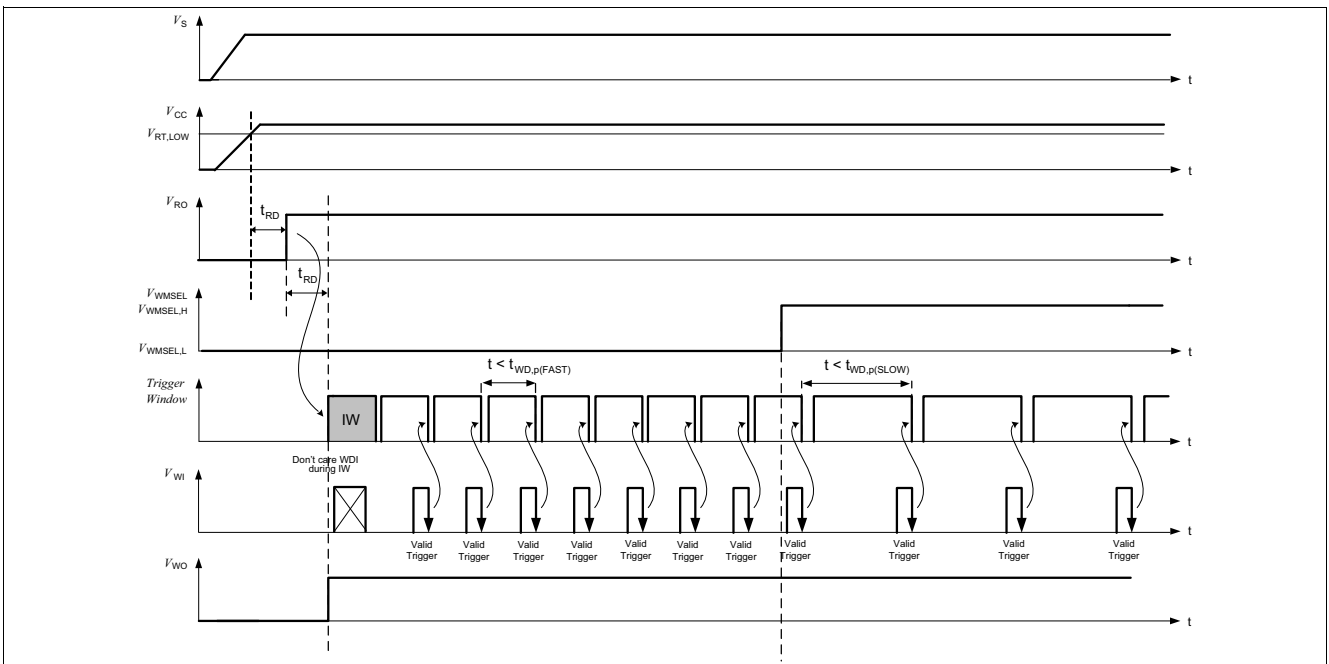 VS
t
VCC
VRT,LOW
t
VRO
tRD
t
tRD
VWMSEL
VWMSEL,H
VWMSEL,L
t
t < tWD,p(FAST)
t < tWD,p(SLOW)
Trigger
Window
IW
t
Don't care WDI
during IW
VWI
t
Valid
Trigger
Valid
Trigger
Valid
Trigger
Valid
Trigger
Valid
Trigger
Valid
Trigger
Valid
Trigger
Valid
Trigger
Valid
Trigger
Valid
Trigger
Valid
Trigger
VWO
t